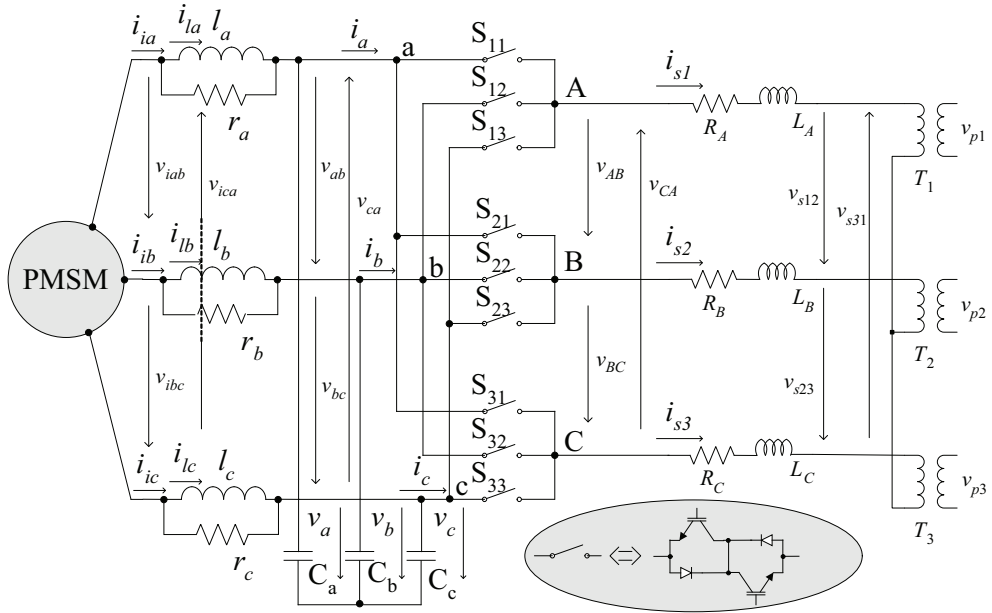 i_ia i_la l_a i_a a S_11
r_a
S_12 A i_s1
S_13 R_A L_A
v_iab v_ica v_ab v_ca v_AB v_CA v_s12 v_s31 T_1 v_p1
i_ib i_lb l_b i_b b S_21
S_22 B i_s2
S_23 R_B L_B
PMSM
r_b
T_2 v_p2
v_ibc v_bc v_BC v_s23
i_ic i_lc l_c i_c c S_31
S_32 C i_s3
S_33 R_C L_C
r_c
v_a v_b v_c
C_a C_b C_c
T_3 v_p3